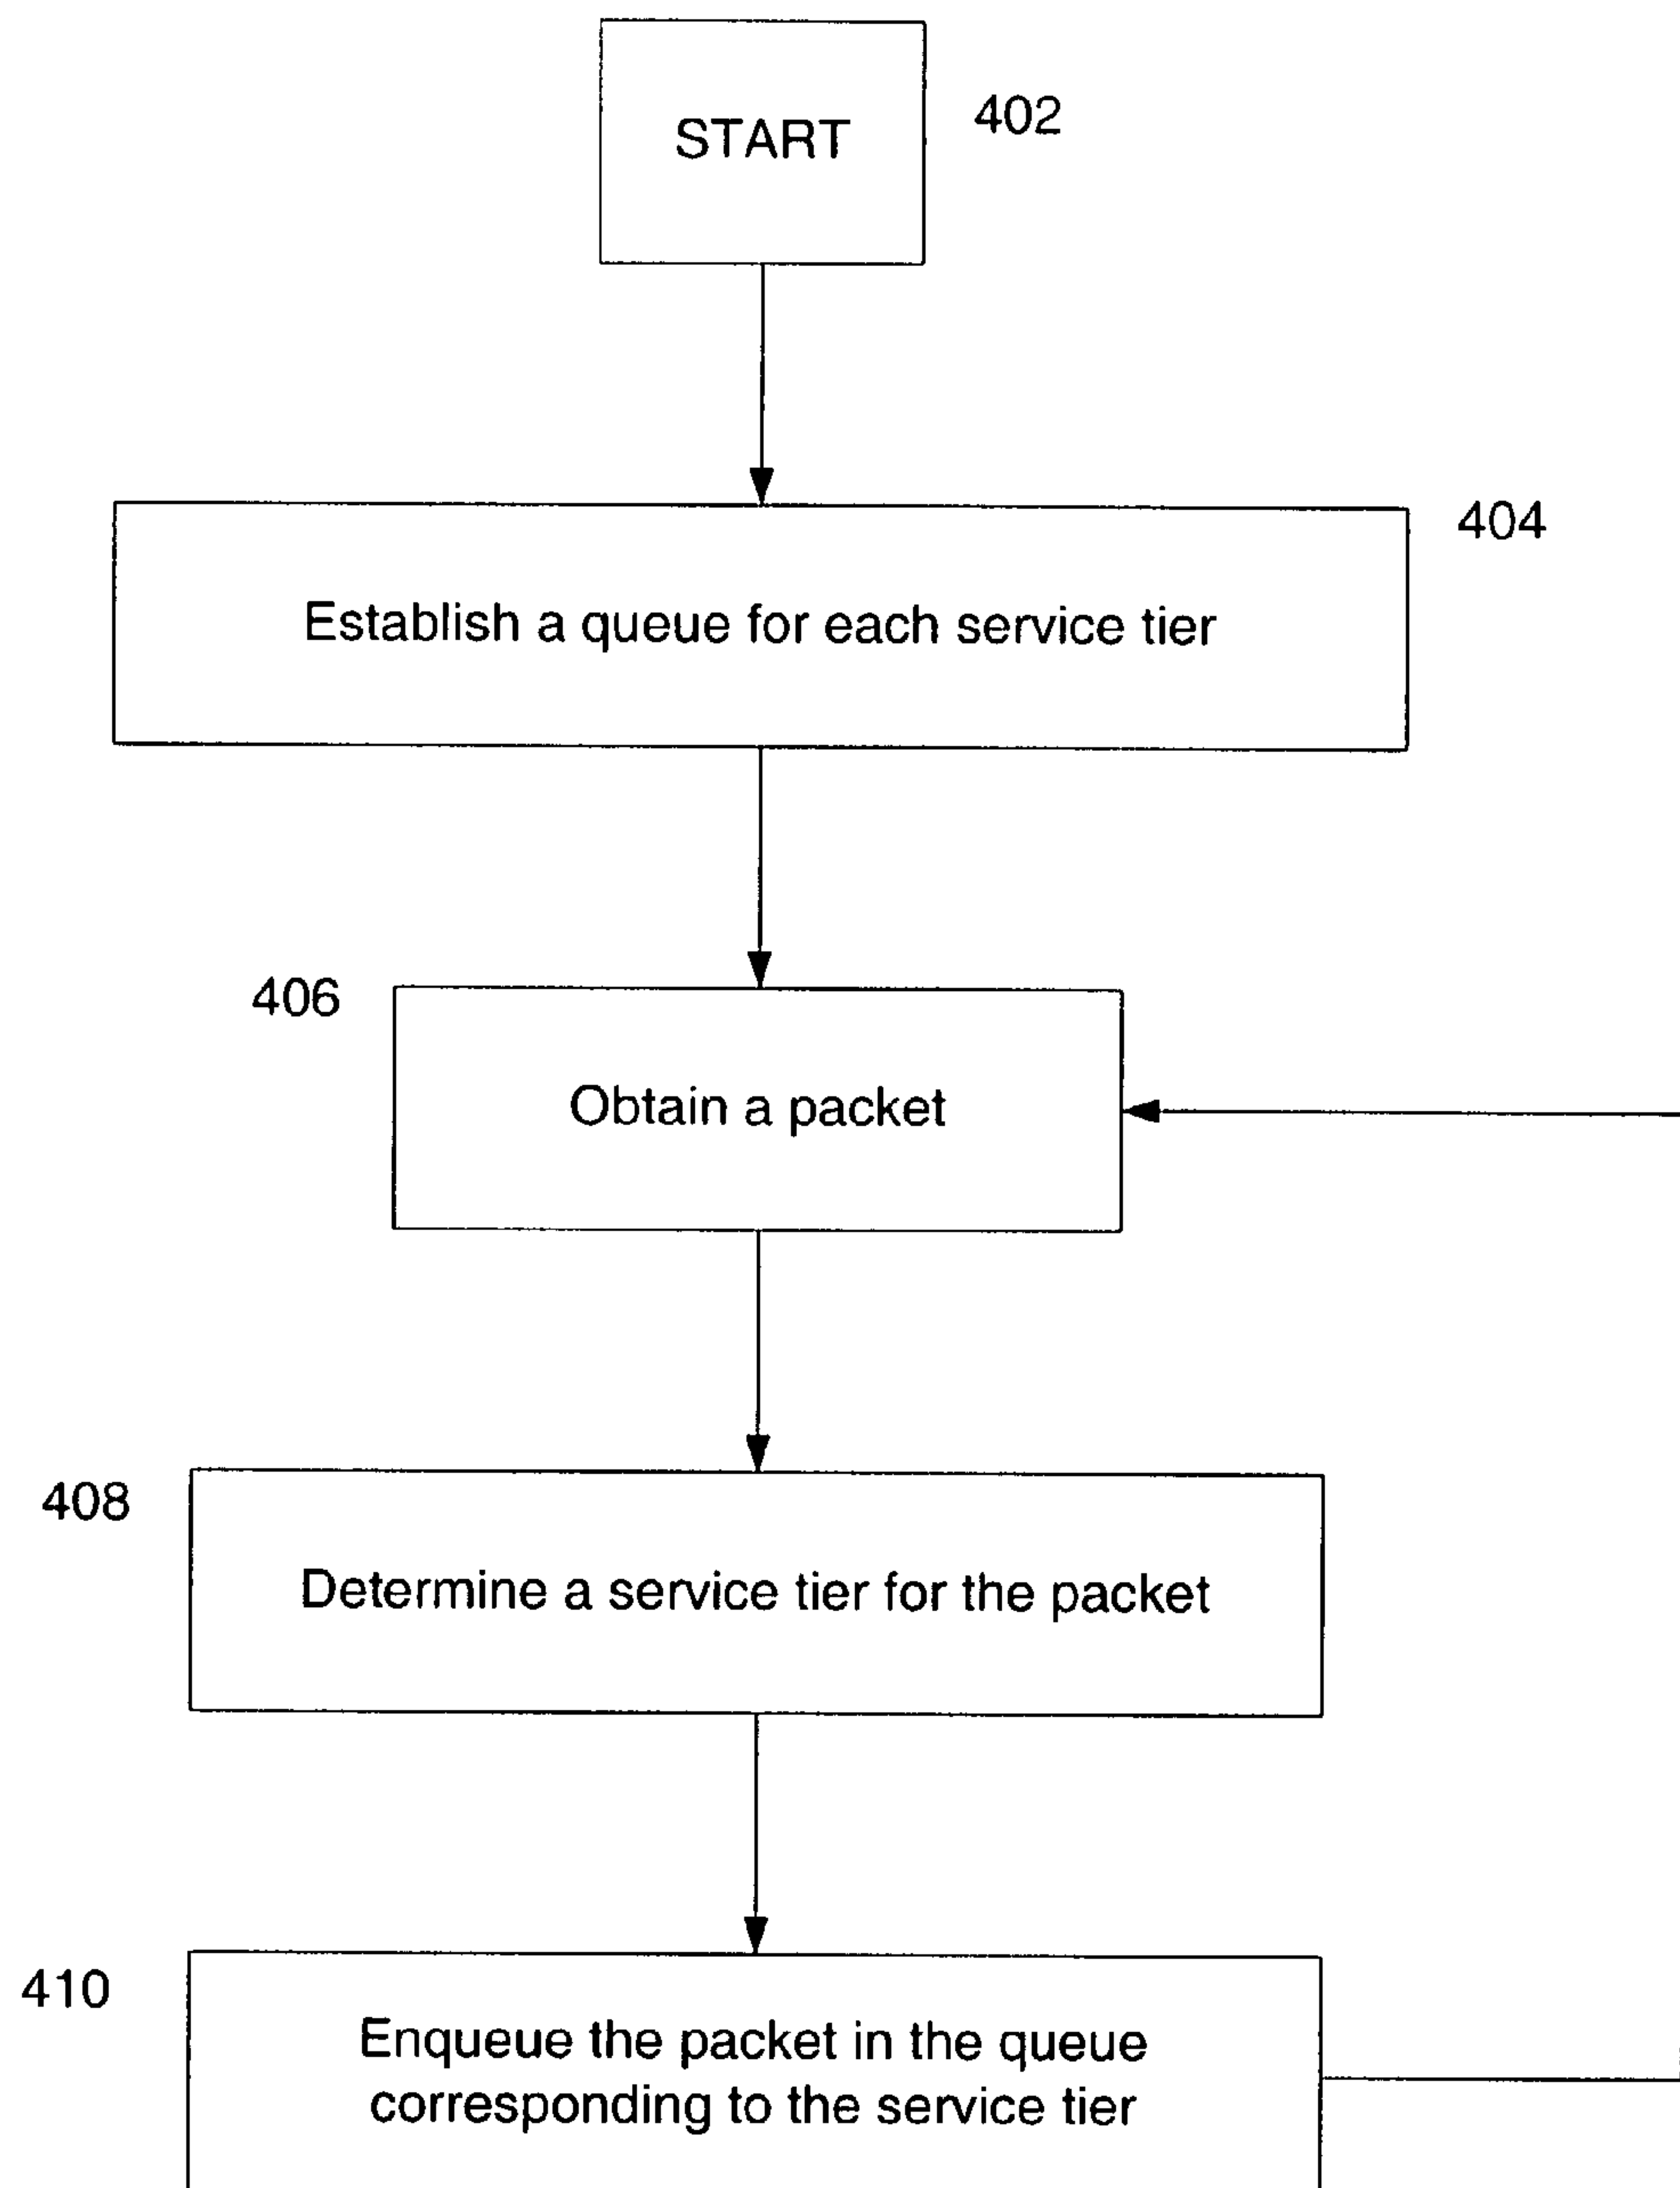 START
402
404
Establish a queue for each service tier
406
Obtain a packet
408
Determine a service tier for the packet
410
Enqueue the packet in the queue
corresponding to the service tier